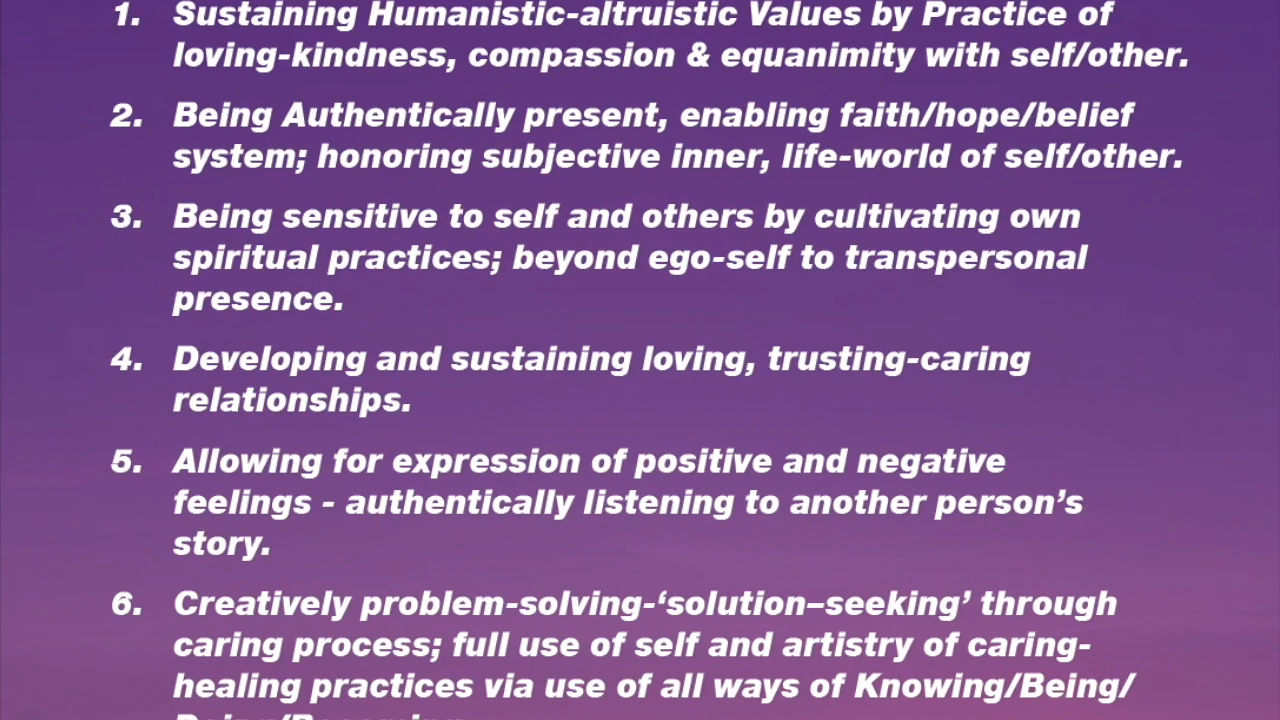 1. Sustaining Humanistic-altruistic Values by Practice of
loving-kindness, compassion & equanimity with self/other.
2. Being Authentically present, enabling faith/hope/belief
system; honoring subjective inner, life-world of self/other.
3. Being sensitive to self and others by cultivating own
spiritual practices; beyond ego-self to transpersonal
presence.
4. Developing and sustaining loving, trusting-caring
relationships.
5. Allowing for expression of positive and negative
feelings - authentically listening to another person’s
story.
6. Creatively problem-solving-‘solution–seeking’ through
caring process; full use of self and artistry of caring-
healing practices via use of all ways of Knowing/Being/